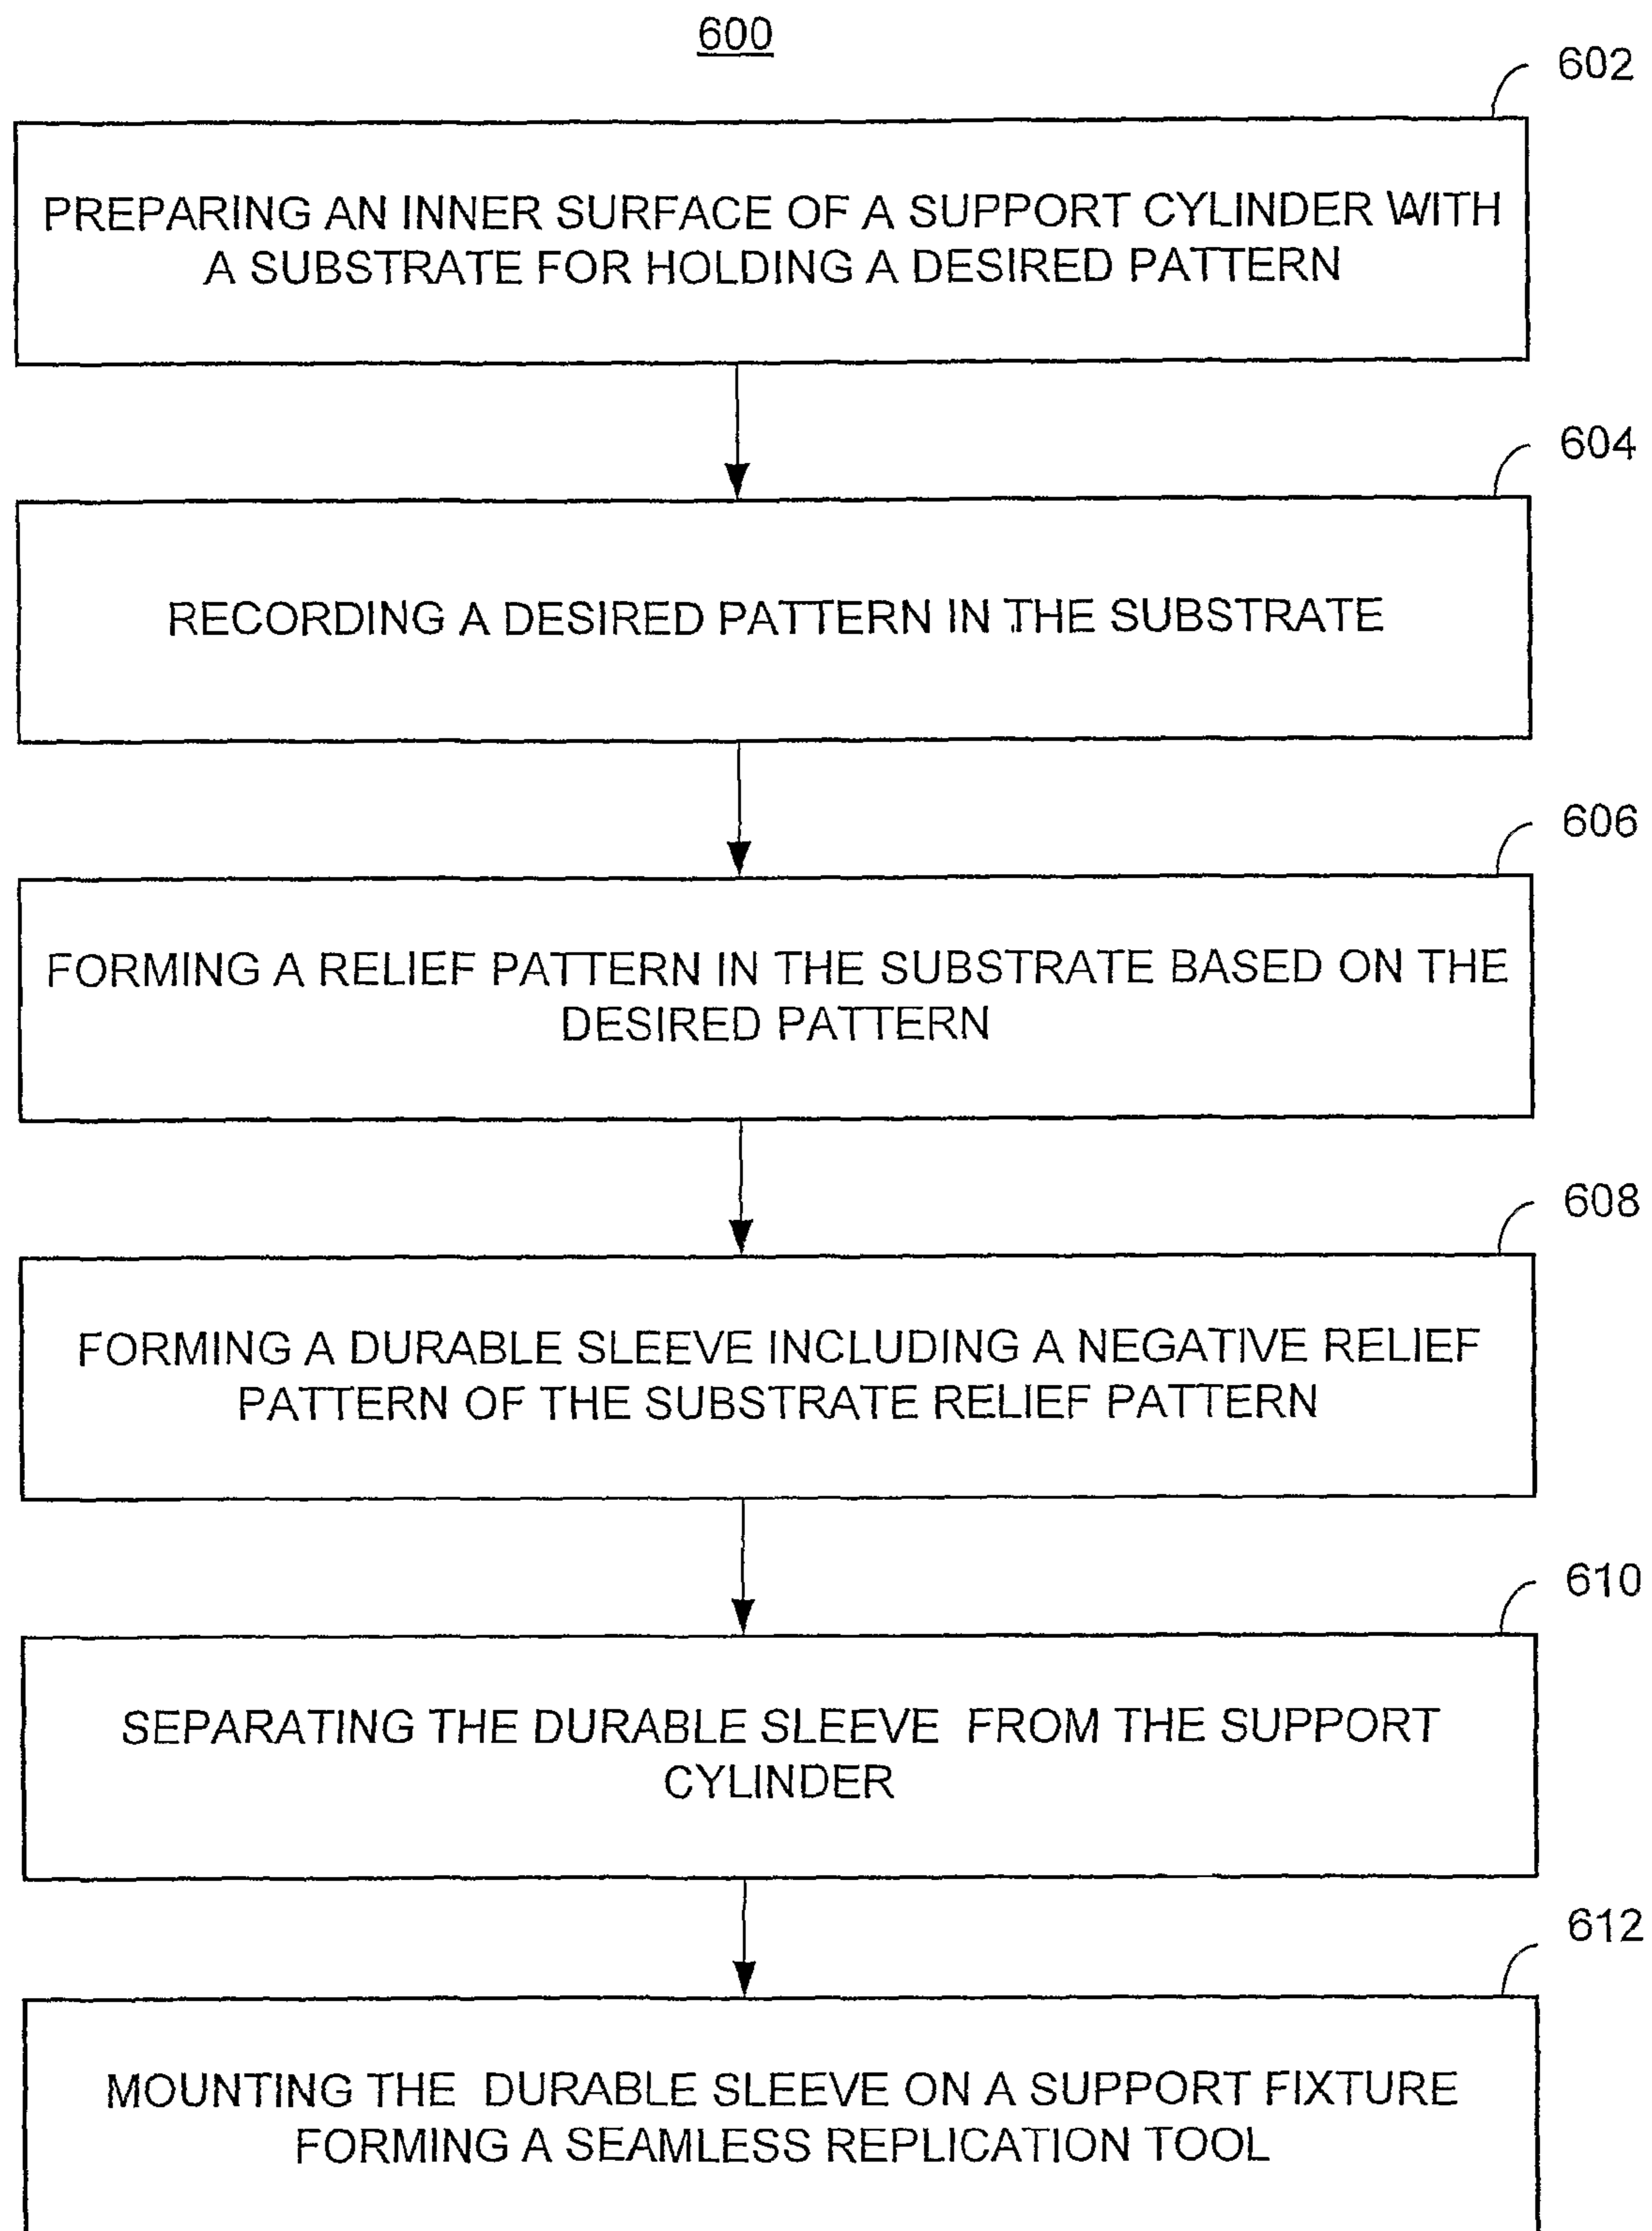 600
602
PREPARING AN INNER SURFACE OF A SUPPORT CYLINDER WITH
A SUBSTRATE FOR HOLDING A DESIRED PATTERN
604
RECORDING A DESIRED PATTERN IN THE SUBSTRATE
606
FORMING A RELIEF PATTERN IN THE SUBSTRATE BASED ON THE
DESIRED PATTERN
608
FORMING A DURABLE SLEEVE INCLUDING A NEGATIVE RELIEF
PATTERN OF THE SUBSTRATE RELIEF PATTERN
610
SEPARATING THE DURABLE SLEEVE FROM THE SUPPORT
CYLINDER
612
MOUNTING THE DURABLE SLEEVE ON A SUPPORT FIXTURE
FORMING A SEAMLESS REPLICATION TOOL